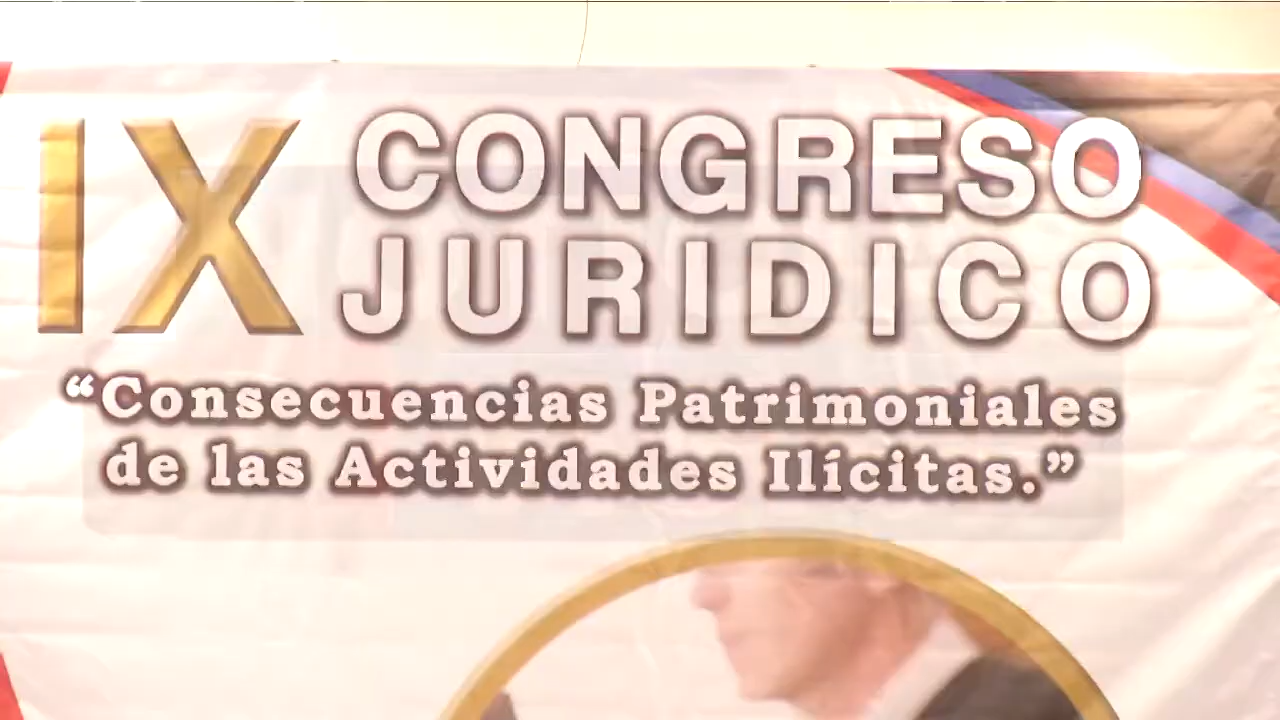 IX CONGRESO
JURIDICO
“Consecuencias Patrimoniales
de las Actividades Ilícitas.”